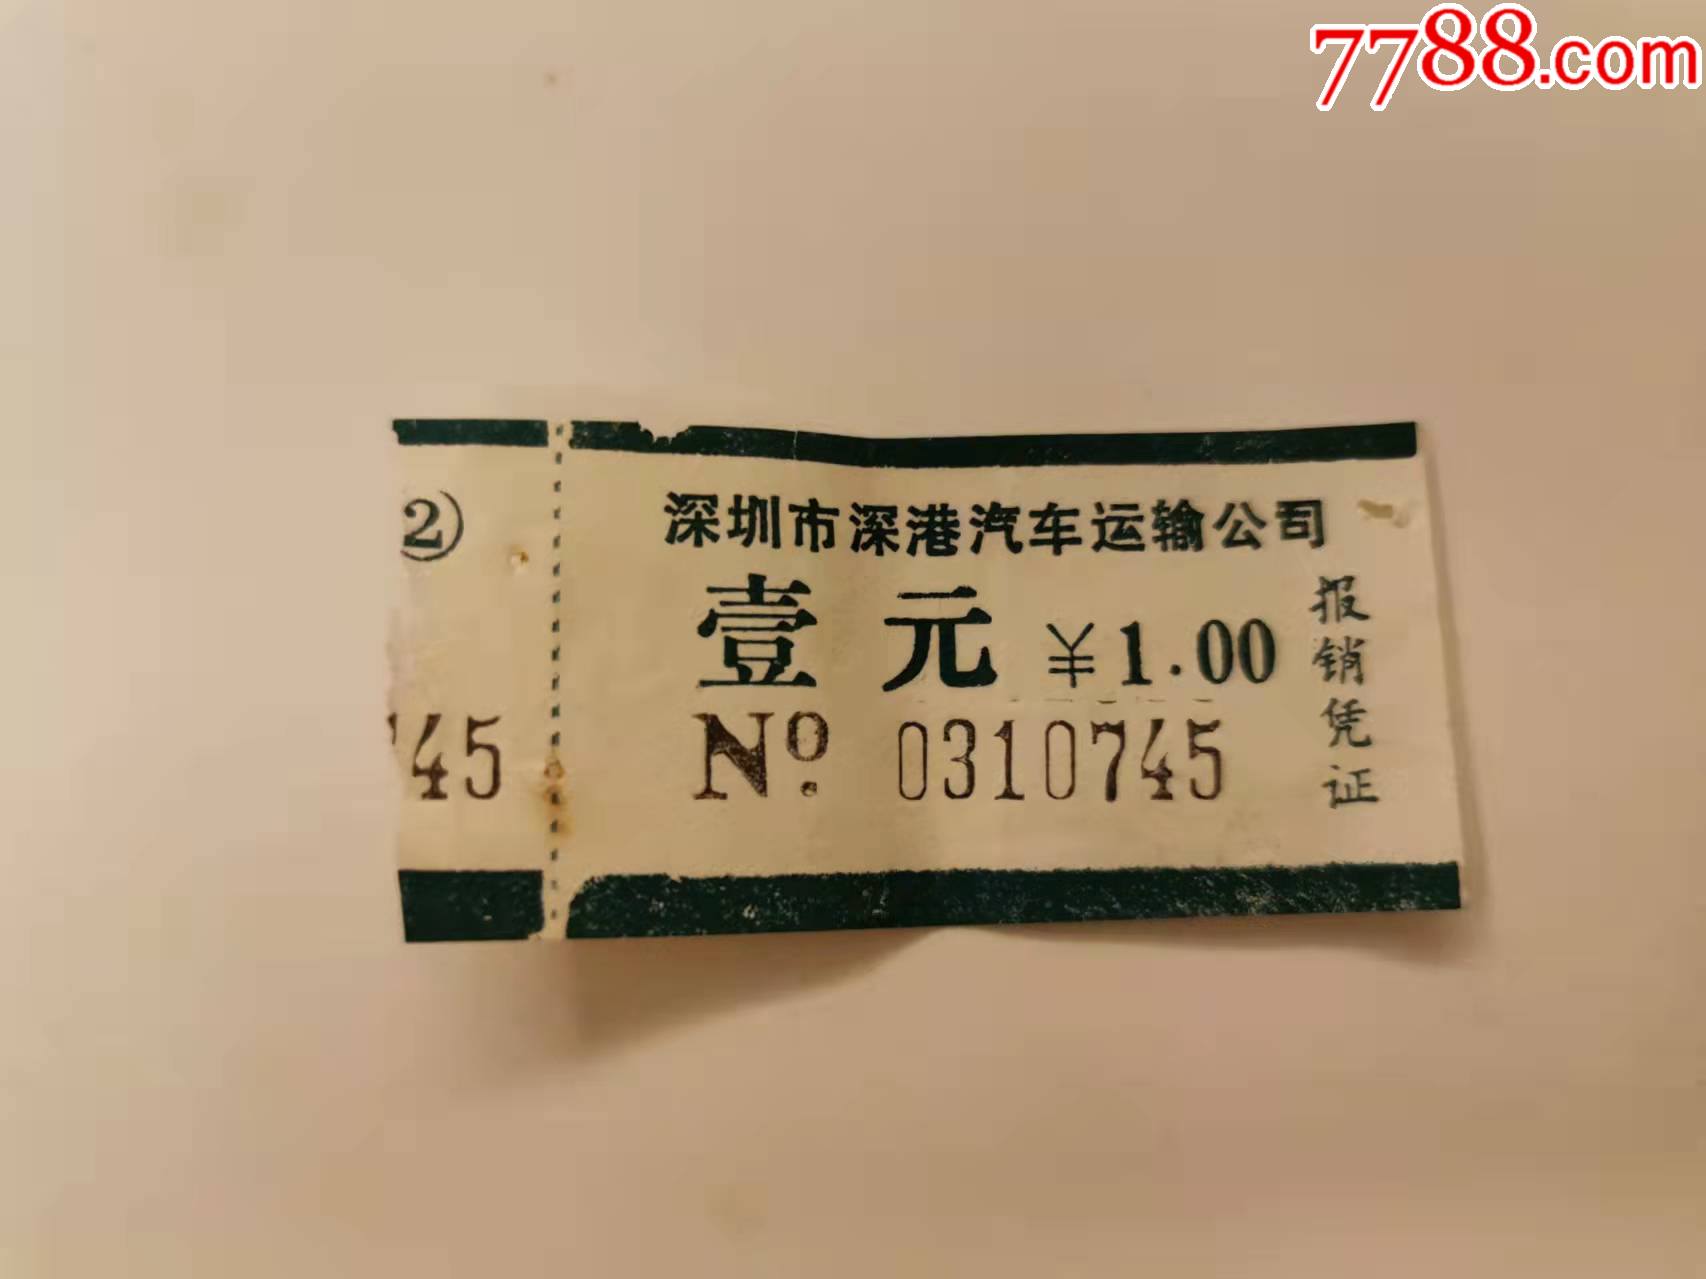 7788.com
2)
深圳市深港汽车运输公司
壹元 ¥1.00
报销凭证
45
No 0310745